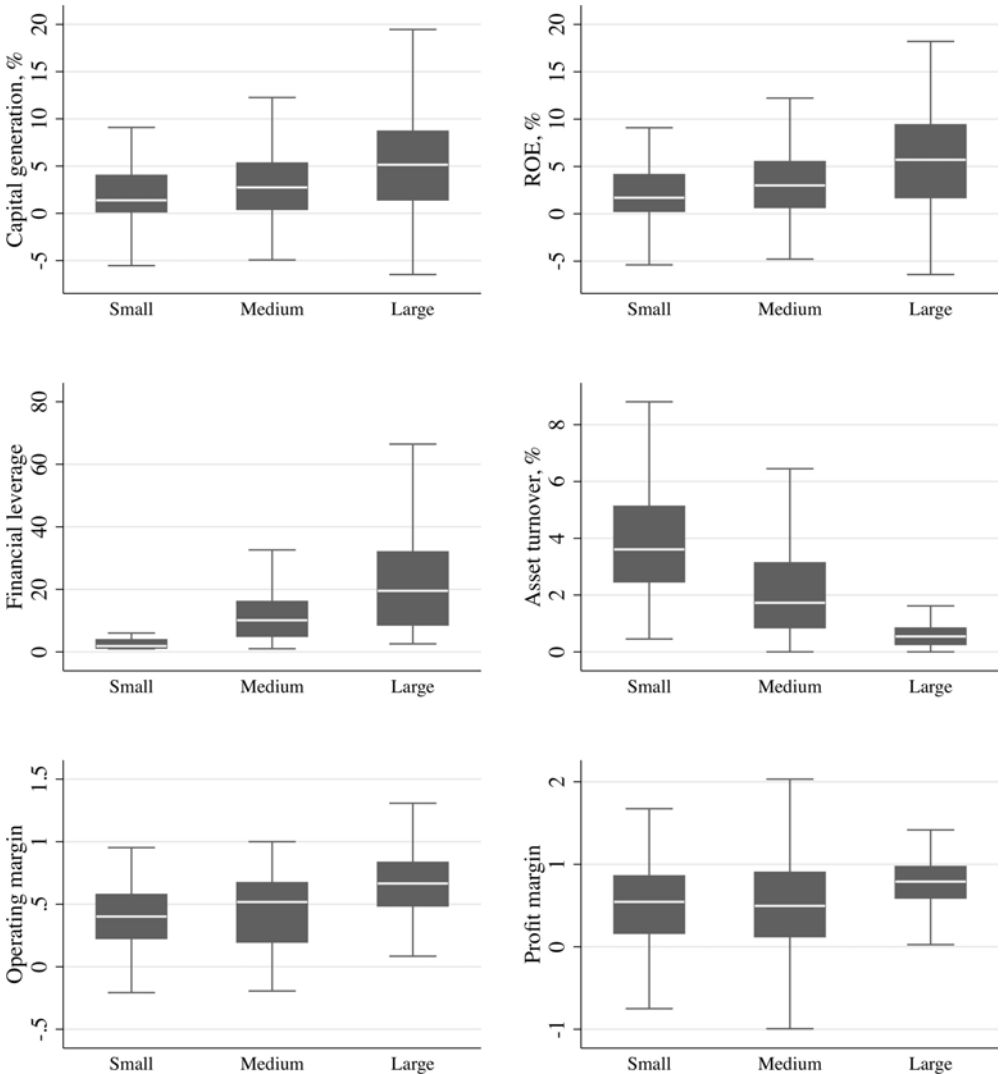 Capital generation, %
20
15
10
5
0
-5
Small Medium Large
ROE, %
20
15
10
5
0
-5
Small Medium Large
Financial leverage
80
60
40
20
0
Small Medium Large
Asset turnover, %
8
6
4
2
0
Small Medium Large
Operating margin
1.5
1
.5
0
-.5
Small Medium Large
Profit margin
2
1
0
-1
Small Medium Large